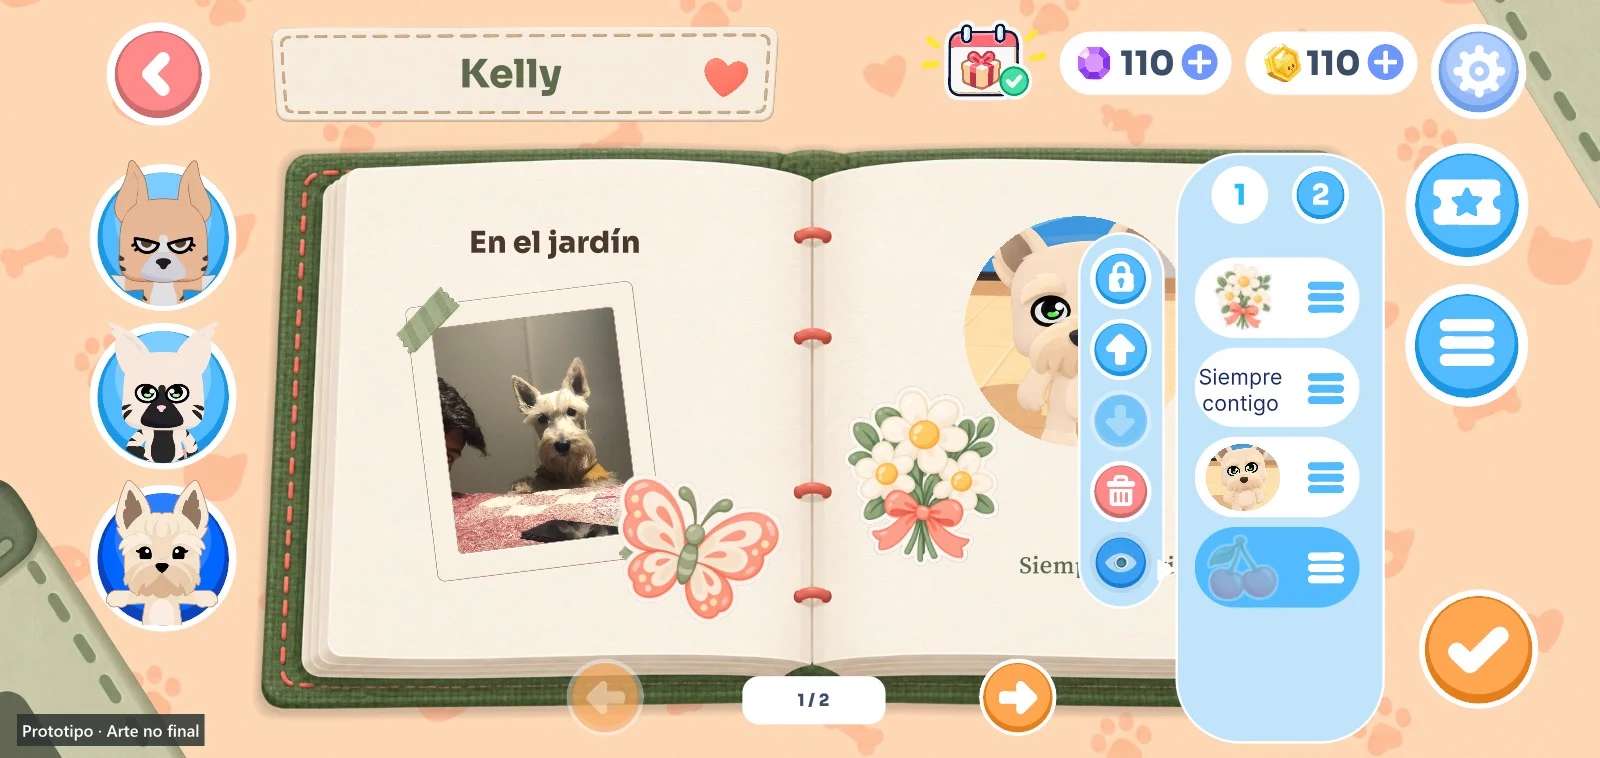 Kelly
110
110
En el jardín
1
2
Siempre
contigo
1/2
Prototipo · Arte no final